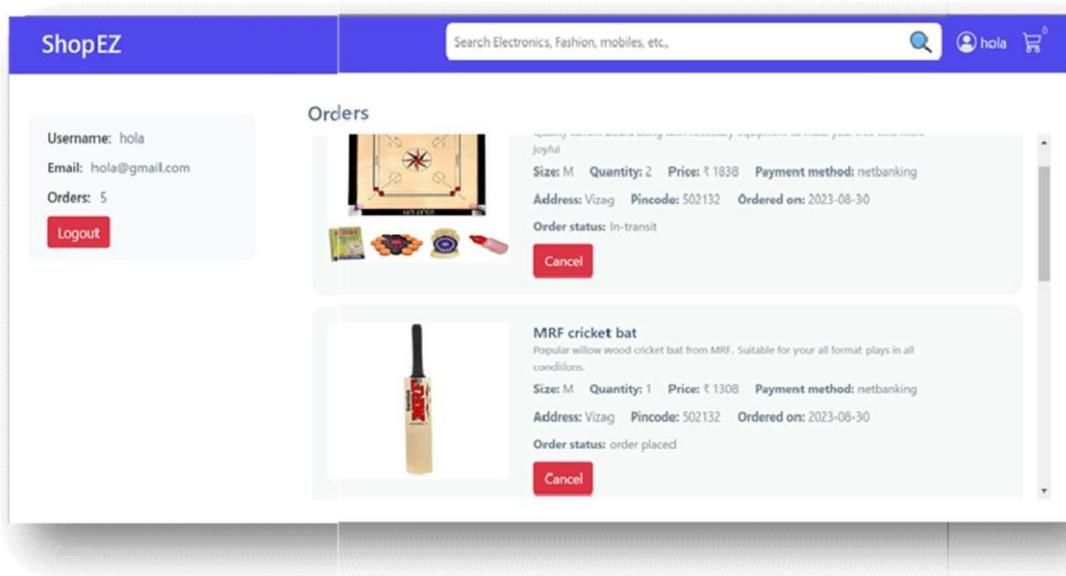 ShopEZ
Search Electronics, Fashion, mobiles, etc.,
hola
0
Username: hola
Email: hola@gmail.com
Orders: 5
Logout
Orders
joyful
Size: M Quantity: 2 Price: ₹ 1838 Payment method: netbanking
Address: Vizag Pincode: 502132 Ordered on: 2023-08-30
Order status: In-transit
Cancel
MRF cricket bat
Popular willow wood cricket bat from MRF. Suitable for your all format plays in all
conditions.
Size: M Quantity: 1 Price: ₹ 1308 Payment method: netbanking
Address: Vizag Pincode: 502132 Ordered on: 2023-08-30
Order status: order placed
Cancel